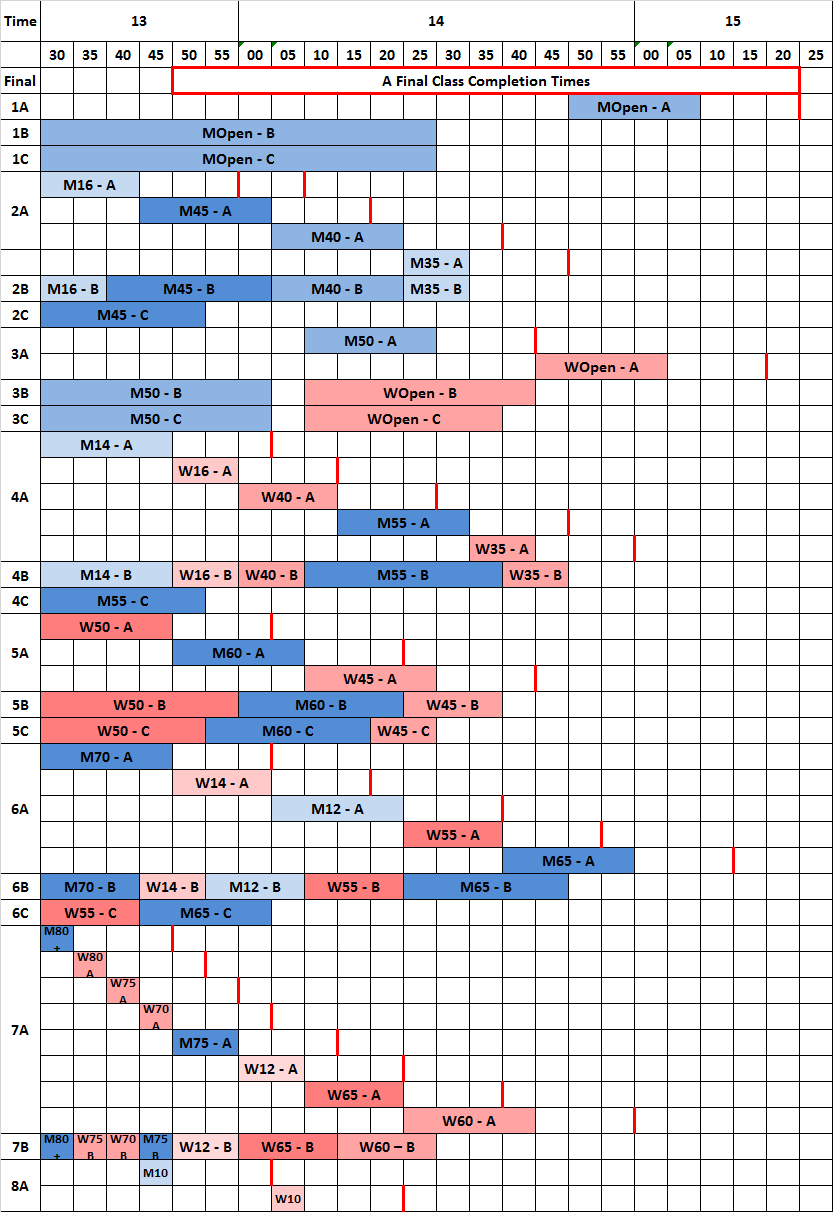 Time 13 14 15
30 35 40 45 50 55 00 05 10 15 20 25 30 35 40 45 50 55 00 05 10 15 20 25
Final A Final Class Completion Times
1A MOpen - A
1B MOpen - B
1C MOpen - C
M16 - A
2A M45 - A
M40 - A
M35 - A
2B M16 - B M45 - B M40 - B M35 - B
2C M45 - C
3A M50 - A
WOpen - A
3B M50 - B WOpen - B
3C M50 - C WOpen - C
M14 - A
W16 - A
4A W40 - A
M55 - A
W35 - A
4B M14 - B W16 - B W40 - B M55 - B W35 - B
4C M55 - C
W50 - A
5A M60 - A
W45 - A
5B W50 - B M60 - B W45 - B
5C W50 - C M60 - C W45 - C
M70 - A
W14 - A
6A M12 - A
W55 - A
M65 - A
6B M70 - B W14 - B M12 - B W55 - B M65 - B
6C W55 - C M65 - C
M80
+
W80
A
W75
A
W70
A
7A M75 - A
W12 - A
W65 - A
W60 - A
7B M80 W75 W70 M75 W12 - B W65 - B W60 – B
+ B B B
8A M10
W10